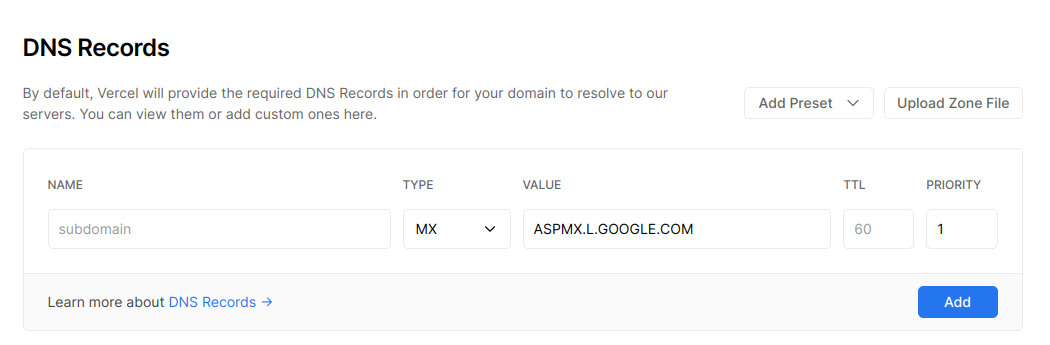 DNS Records
By default, Vercel will provide the required DNS Records in order for your domain to resolve to our
servers. You can view them or add custom ones here.
Add Preset
Upload Zone File
NAME TYPE VALUE TTL PRIORITY
subdomain MX ASPMX.L.GOOGLE.COM 60 1
Learn more about DNS Records →
Add